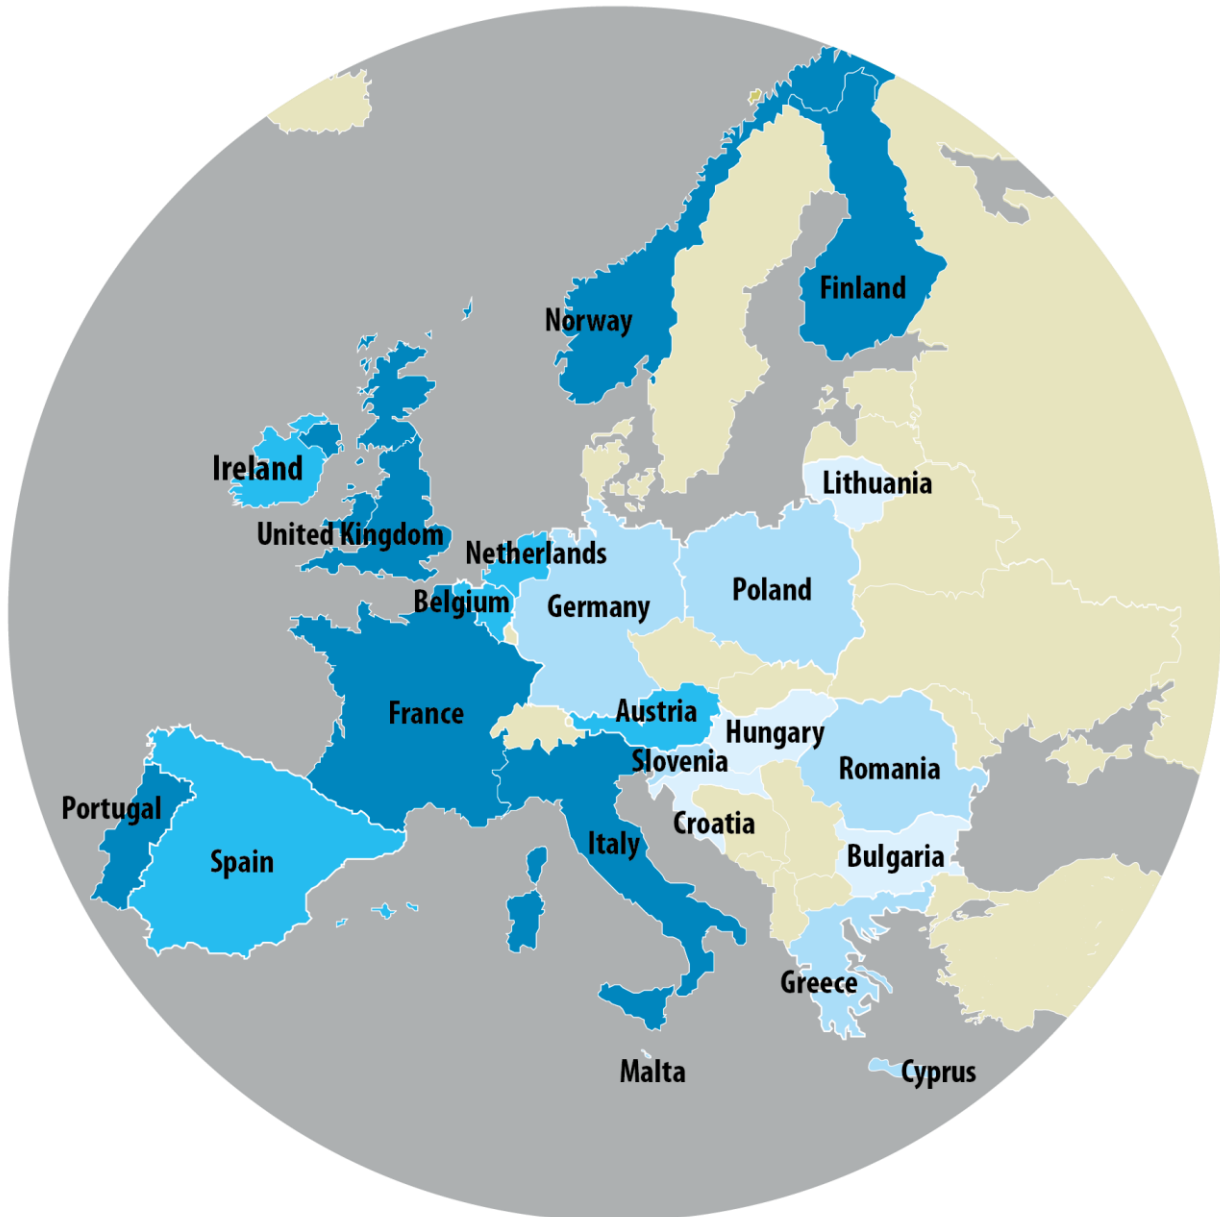 Finland
Norway
Ireland
Lithuania
United Kingdom
Netherlands
Poland
Belgium
Germany
France
Austria
Hungary
Slovenia
Romania
Portugal
Croatia
Italy
Bulgaria
Spain
Greece
Malta
Cyprus